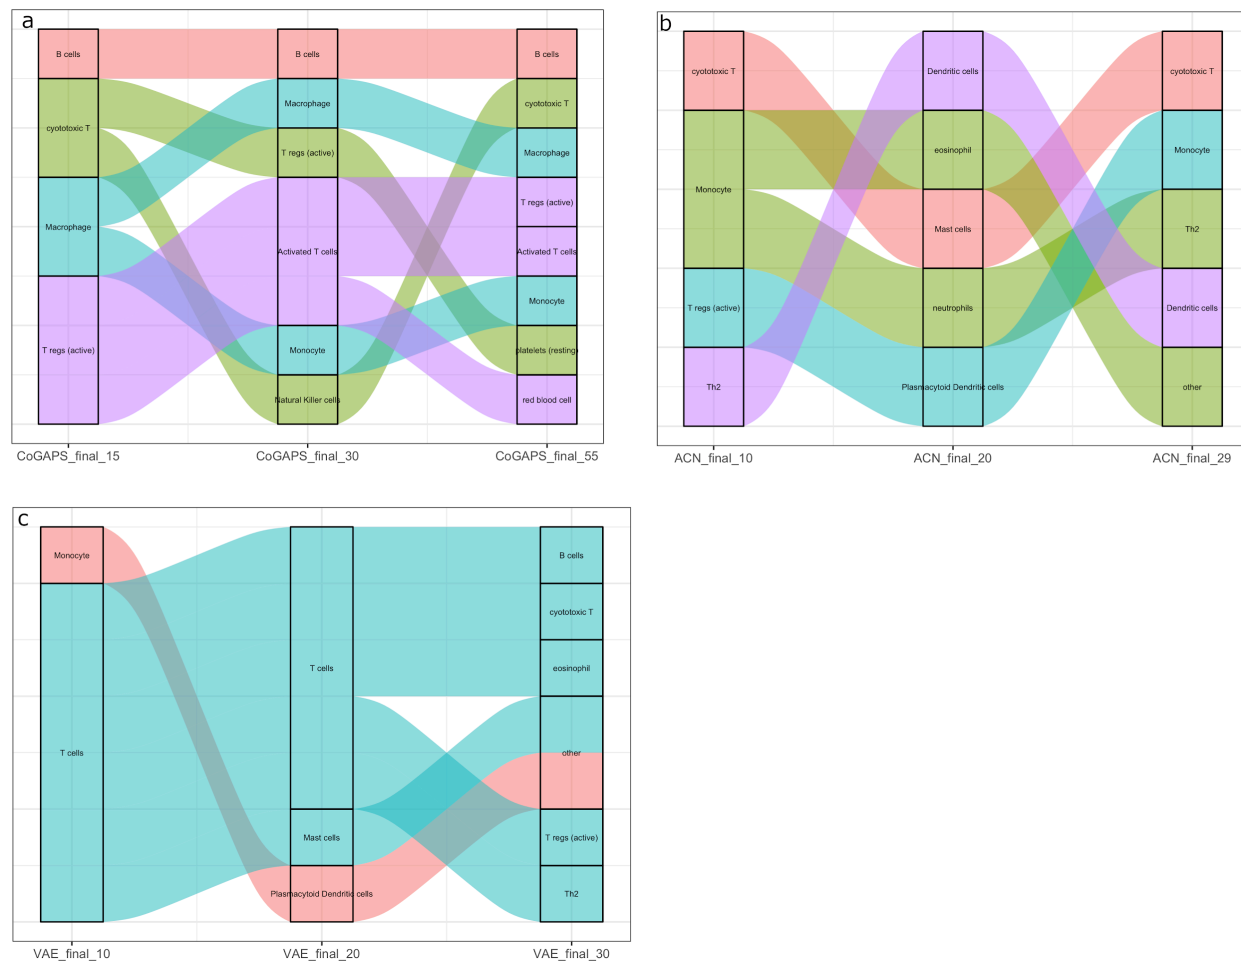 a
B cells
cyototoxic T
Macrophage
T regs (active)
B cells
Macrophage
T regs (active)
Activated T cells
Monocyte
Natural Killer cells
B cells
cyototoxic T
Macrophage
T regs (active)
Activated T cells
Monocyte
platelets (resting)
red blood cell
CoGAPS_final_15
CoGAPS_final_30
CoGAPS_final_55
b
cyototoxic T
Monocyte
T regs (active)
Th2
Dendritic cells
eosinophil
Mast cells
neutrophils
Plasmacytoid Dendritic cells
cyototoxic T
Monocyte
Th2
Dendritic cells
other
ACN_final_10
ACN_final_20
ACN_final_29
c
Monocyte
T cells
T cells
Mast cells
Plasmacytoid Dendritic cells
B cells
cyototoxic T
eosinophil
other
T regs (active)
Th2
VAE_final_10
VAE_final_20
VAE_final_30